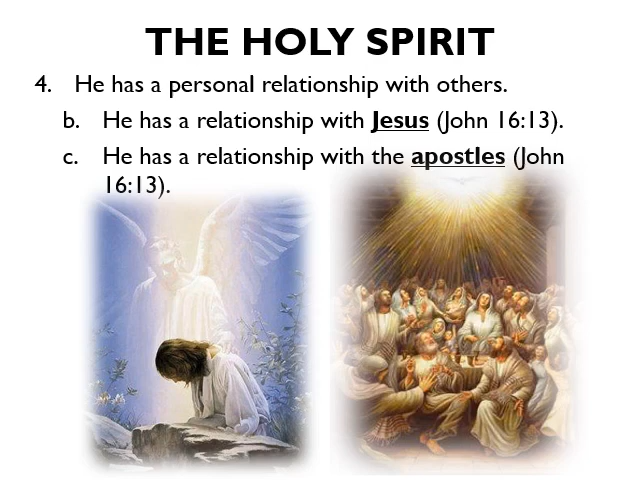 THE HOLY SPIRIT
4. He has a personal relationship with others.
b. He has a relationship with Jesus (John 16:13).
c. He has a relationship with the apostles (John
16:13).